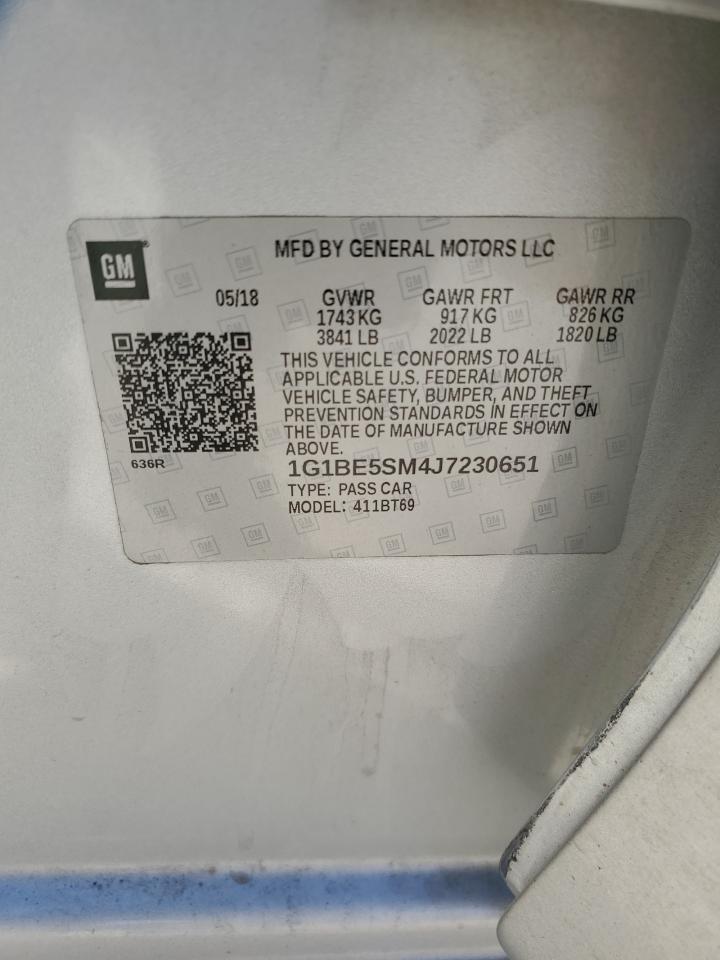 GM
MFD BY GENERAL MOTORS LLC
05/18 GVWR GAWR FRT GAWR RR
1743 KG 917 KG 826 KG
3841 LB 2022 LB 1820 LB
THIS VEHICLE CONFORMS TO ALL
APPLICABLE U.S. FEDERAL MOTOR
VEHICLE SAFETY, BUMPER, AND THEFT
PREVENTION STANDARDS IN EFFECT ON
THE DATE OF MANUFACTURE SHOWN
ABOVE.
636R
1G1BE5SM4J7230651
TYPE: PASS CAR
MODEL: 411BT69